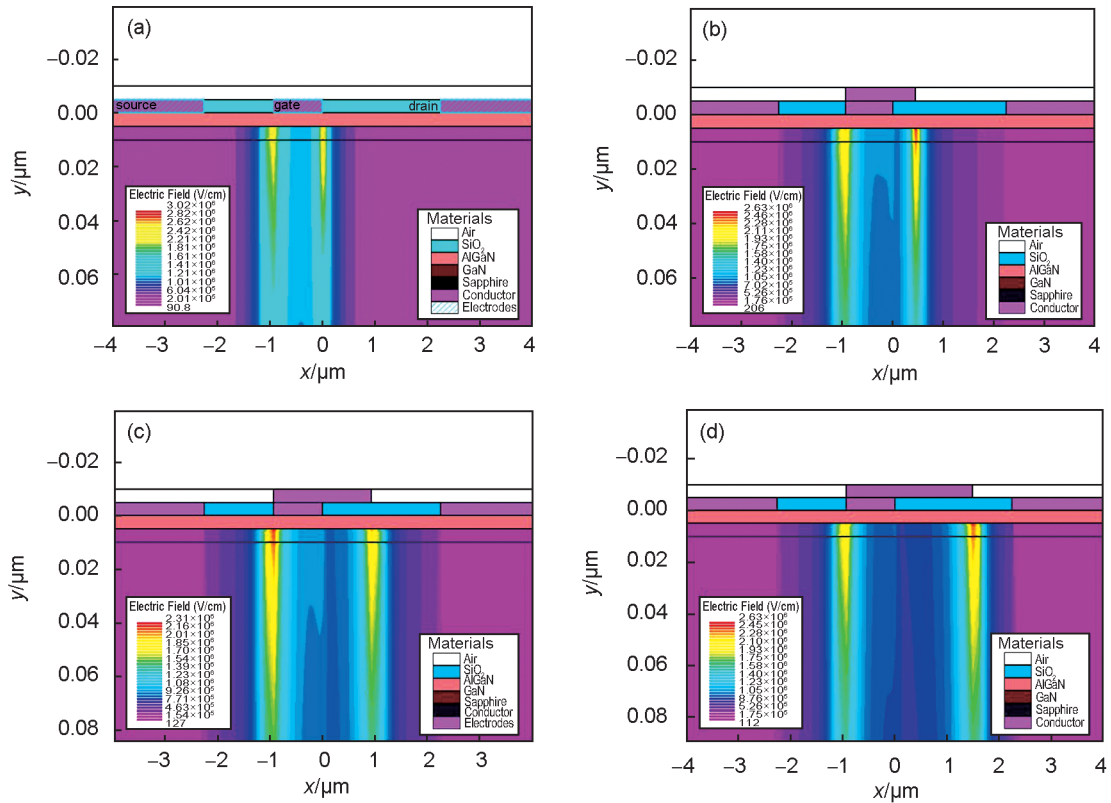 (a)
−0.02
0.00
0.02
0.04
0.06
y/μm
source gate drain
Electric Field (V/cm)
3.02×10⁶
2.82×10⁶
2.62×10⁶
2.42×10⁶
2.21×10⁶
1.81×10⁶
1.61×10⁶
1.41×10⁶
1.21×10⁶
1.01×10⁶
6.04×10⁵
2.01×10⁵
90.8
Materials
Air
SiO₂
AlGaN
GaN
Sapphire
Conductor
Electrodes
−4 −3 −2 −1 0 1 2 3 4
x/μm
(b)
−0.02
0.00
0.02
0.04
0.06
y/μm
Electric Field (V/cm)
2.63×10⁶
2.46×10⁶
2.28×10⁶
2.11×10⁶
1.93×10⁶
1.75×10⁶
1.58×10⁶
1.40×10⁶
1.23×10⁶
1.05×10⁶
7.02×10⁵
5.26×10⁵
1.76×10⁵
206
Materials
Air
SiO₂
AlGaN
GaN
Sapphire
Conductor
−4 −3 −2 −1 0 1 2 3 4
x/μm
(c)
−0.02
0.00
0.02
0.04
0.06
0.08
y/μm
Electric Field (V/cm)
2.31×10⁶
2.16×10⁶
2.01×10⁶
1.85×10⁶
1.70×10⁶
1.54×10⁶
1.39×10⁶
1.23×10⁶
1.08×10⁶
9.26×10⁵
7.71×10⁵
4.63×10⁵
1.54×10⁵
127
Materials
Air
SiO₂
AlGaN
GaN
Sapphire
Conductor
Electrodes
−3 −2 −1 0 1 2 3
x/μm
(d)
−0.02
0.00
0.02
0.04
0.06
0.08
y/μm
Electric Field (V/cm)
2.63×10⁶
2.45×10⁶
2.28×10⁶
2.10×10⁶
1.93×10⁶
1.58×10⁶
1.40×10⁶
1.23×10⁶
1.05×10⁶
8.76×10⁵
5.26×10⁵
1.75×10⁵
112
Materials
Air
SiO₂
AlGaN
GaN
Sapphire
Conductor
−4 −3 −2 −1 0 1 2 3 4
x/μm